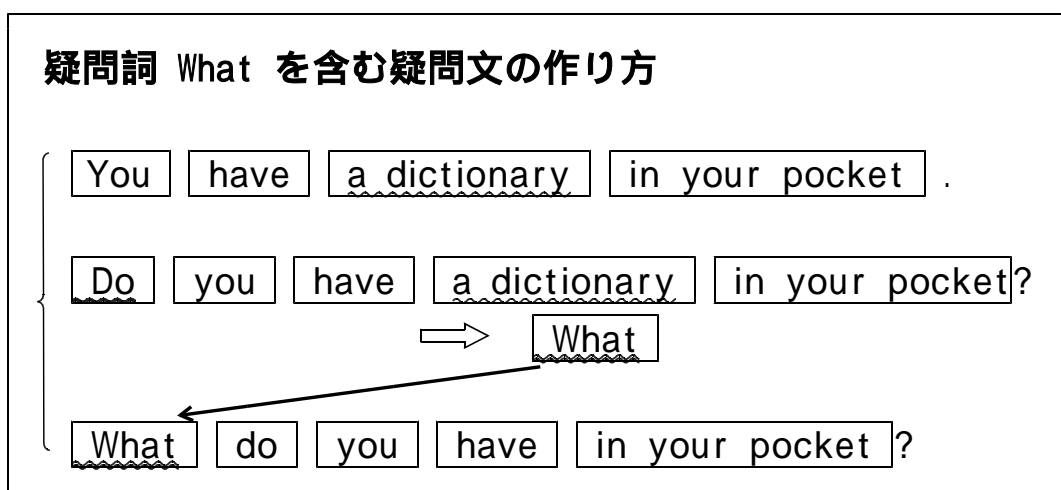 疑問詞 What を含む疑問文の作り方
You have a dictionary in your pocket .
Do you have a dictionary in your pocket?
What
What do you have in your pocket ?